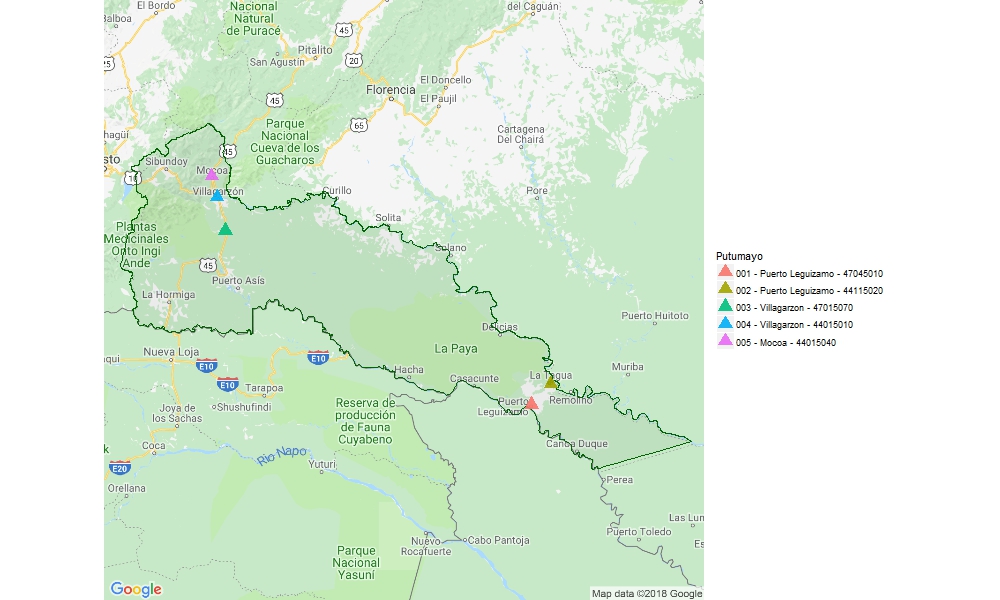 El Bordo
Balboa
Nacional
Natural
de Puracé
45
del Caguán
Pitalito
San Agustín
20
25
El Doncello
Florencia
El Paujil
45
65
Cartagena
Del Chairá
Parque
Nacional
Cueva de los
Guacharos
hagüí
sto
Sibundoy
45
Mocoa
10
Villagarzón
Curillo
Pore
Solita
Plantas
Medicinales
Orito Ingi
Ande
Solano
45
Puerto Asís
La Hormiga
Puerto Huitoto
Delicias
La Paya
Nueva Loja
E10
E10
E10
Hacha
Casacunte
La Tagua
Muriba
Tarapoa
Shushufindi
Joya de
los Sachas
Reserva de
producción
de Fauna
Cuyabeno
Puerto
Leguízamo
Remolino
Coca
k
Rio Napo
Canoa Duque
E20
Yuturi
Perea
Orellana
Las Lun
Puerto Toledo
Es
Nuevo
Rocafuerte
Cabo Pantoja
Parque
Nacional
Yasuní
Google
Map data ©2018 Google
Putumayo
001 - Puerto Leguizamo - 47045010
002 - Puerto Leguizamo - 44115020
003 - Villagarzon - 47015070
004 - Villagarzon - 44015010
005 - Mocoa - 44015040